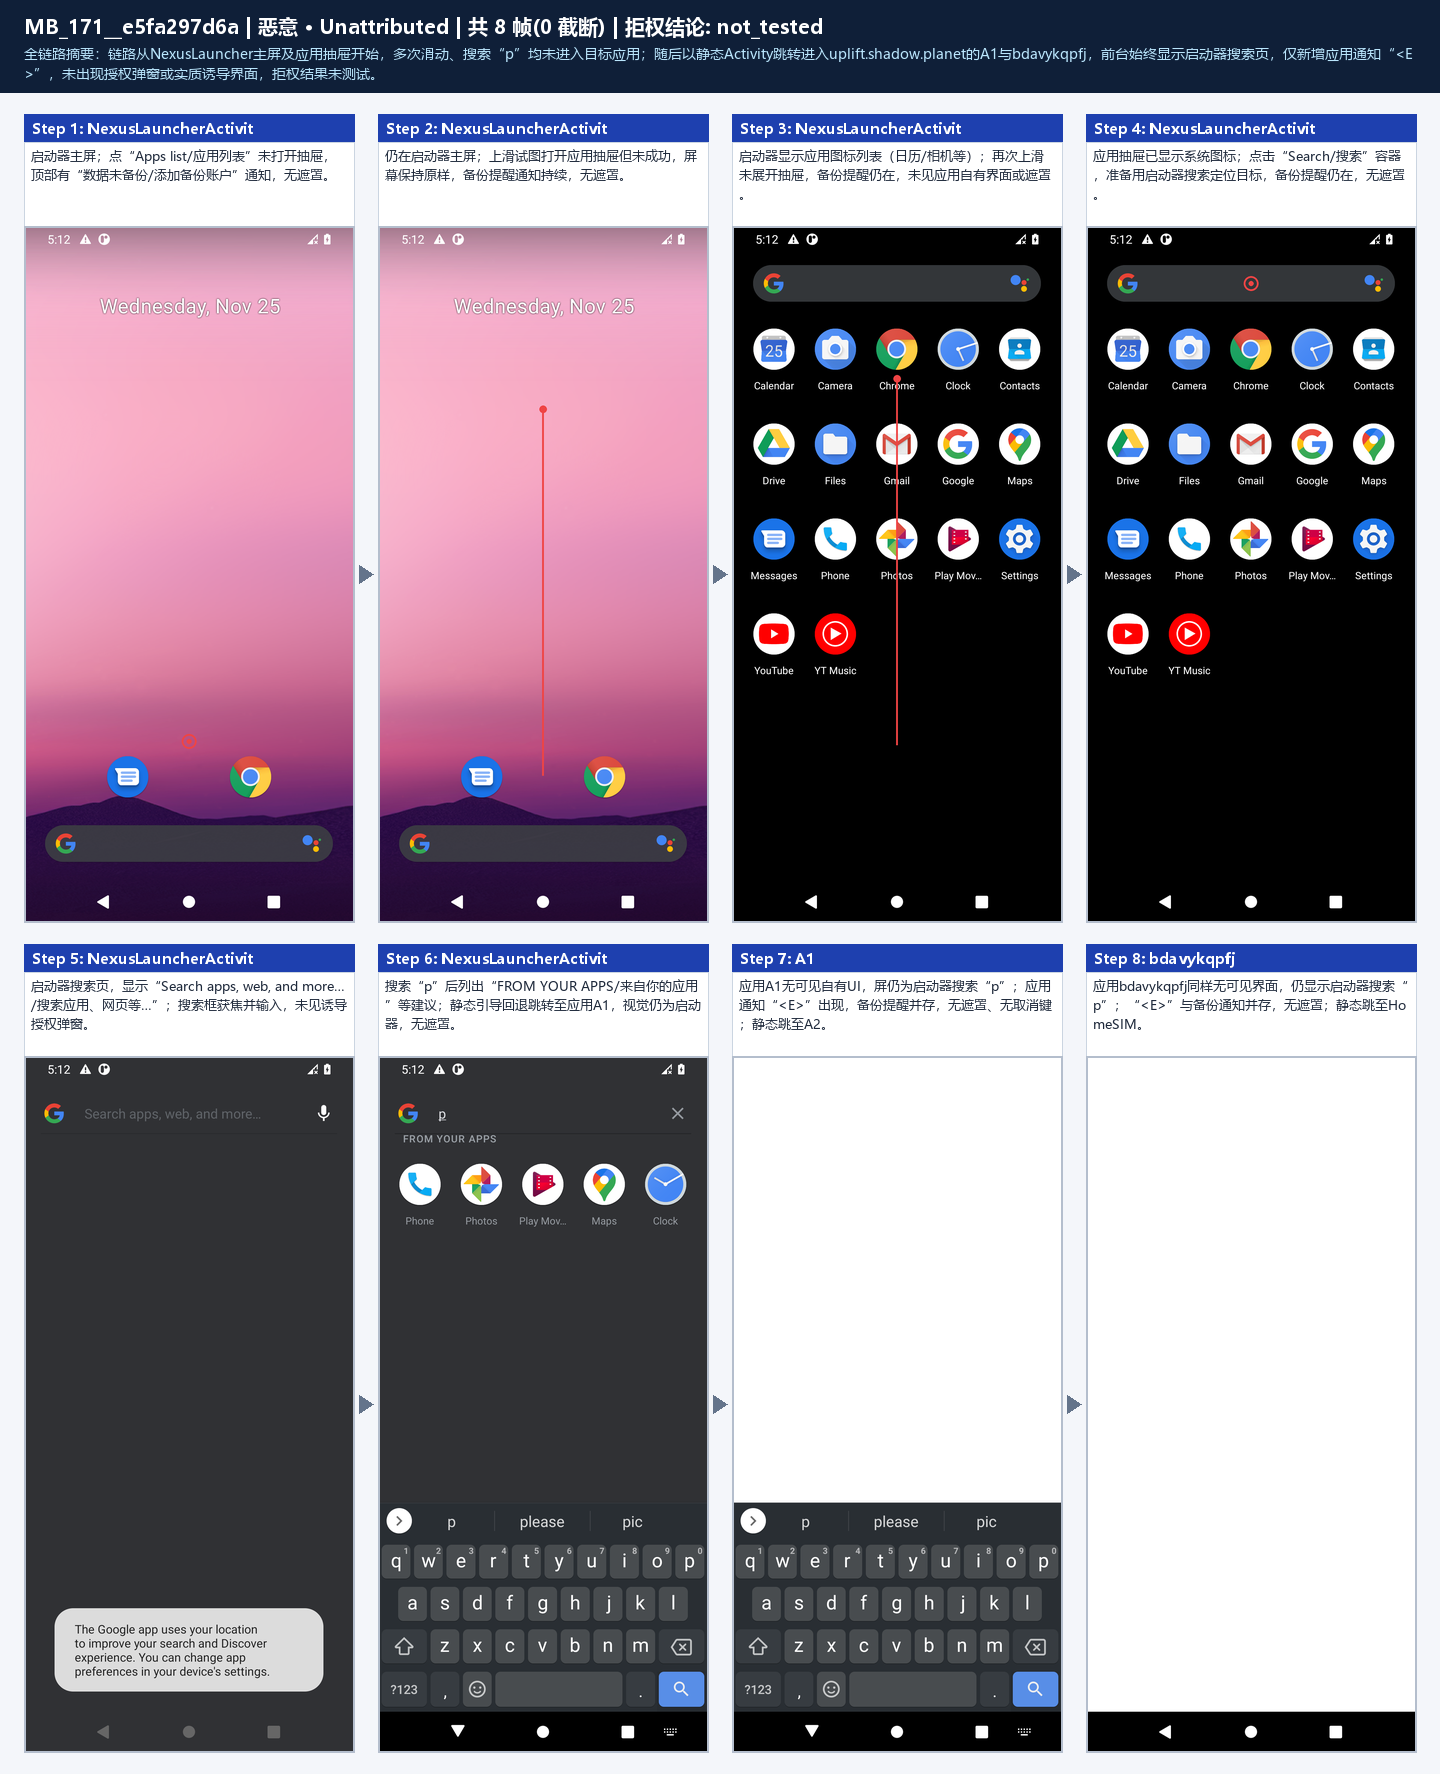 MB_171__e5fa297d6a | 恶意 • Unattributed | 共 8 帧(0 截断) | 拒权结论: not_tested
全链路摘要：链路从NexusLauncher主屏及应用抽屉开始，多次滑动、搜索“p”均未进入目标应用；随后以静态Activity跳转进入uplift.shadow.planet的A1与bdavykqpfj，前台始终显示启动器搜索页，仅新增应用通知“<E
>”，未出现授权弹窗或实质诱导界面，拒权结果未测试。
Step 1: NexusLauncherActivit
启动器主屏；点“Apps list/应用列表”未打开抽屉，
顶部有“数据未备份/添加备份账户”通知，无遮罩。
5:12
Wednesday, Nov 25
Step 2: NexusLauncherActivit
仍在启动器主屏；上滑试图打开应用抽屉但未成功，屏
幕保持原样，备份提醒通知持续，无遮罩。
5:12
Wednesday, Nov 25
Step 3: NexusLauncherActivit
启动器显示应用图标列表（日历/相机等）；再次上滑
未展开抽屉，备份提醒仍在，未见应用自有界面或遮罩
。
5:12
25
Calendar Camera Chrome Clock Contacts
Drive Files Gmail Google Maps
Messages Phone Photos Play Mov... Settings
YouTube YT Music
Step 4: NexusLauncherActivit
应用抽屉已显示系统图标；点击“Search/搜索”容器
，准备用启动器搜索定位目标，备份提醒仍在，无遮罩
。
5:12
25
Calendar Camera Chrome Clock Contacts
Drive Files Gmail Google Maps
Messages Phone Photos Play Mov... Settings
YouTube YT Music
Step 5: NexusLauncherActivit
启动器搜索页，显示“Search apps, web, and more...
/搜索应用、网页等...”；搜索框获焦并输入，未见诱导
授权弹窗。
5:12
Search apps, web, and more...
The Google app uses your location
to improve your search and Discover
experience. You can change app
preferences in your device's settings.
Step 6: NexusLauncherActivit
搜索“p”后列出“FROM YOUR APPS/来自你的应用
”等建议；静态引导回退跳转至应用A1，视觉仍为启动
器，无遮罩。
5:12
p
FROM YOUR APPS
Phone Photos Play Mov... Maps Clock
p please pic
q1 w2 e3 r4 t5 y6 u7 i8 o9 p0
a s d f g h j k l
z x c v b n m
?123 , .
Step 7: A1
应用A1无可见自有UI，屏仍为启动器搜索“p”；应用
通知“<E>”出现，备份提醒并存，无遮罩、无取消键
；静态跳至A2。
p please pic
q1 w2 e3 r4 t5 y6 u7 i8 o9 p0
a s d f g h j k l
z x c v b n m
?123 , .
Step 8: bdavykqpfj
应用bdavykqpfj同样无可见界面，仍显示启动器搜索“
p”；“<E>”与备份通知并存，无遮罩；静态跳至Ho
meSIM。